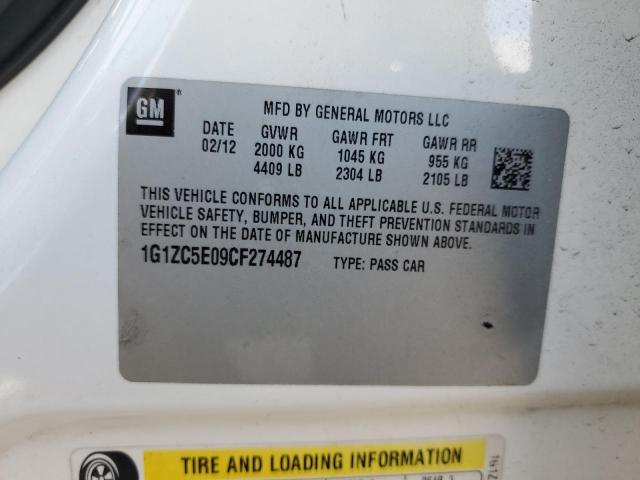 GM
MFD BY GENERAL MOTORS LLC
DATE GVWR GAWR FRT GAWR RR
02/12 2000 KG 1045 KG 955 KG
4409 LB 2304 LB 2105 LB
THIS VEHICLE CONFORMS TO ALL APPLICABLE U.S. FEDERAL MOTOR
VEHICLE SAFETY, BUMPER, AND THEFT PREVENTION STANDARDS IN
EFFECT ON THE DATE OF MANUFACTURE SHOWN ABOVE.
1G1ZC5E09CF274487 TYPE: PASS CAR
TIRE AND LOADING INFORMATION